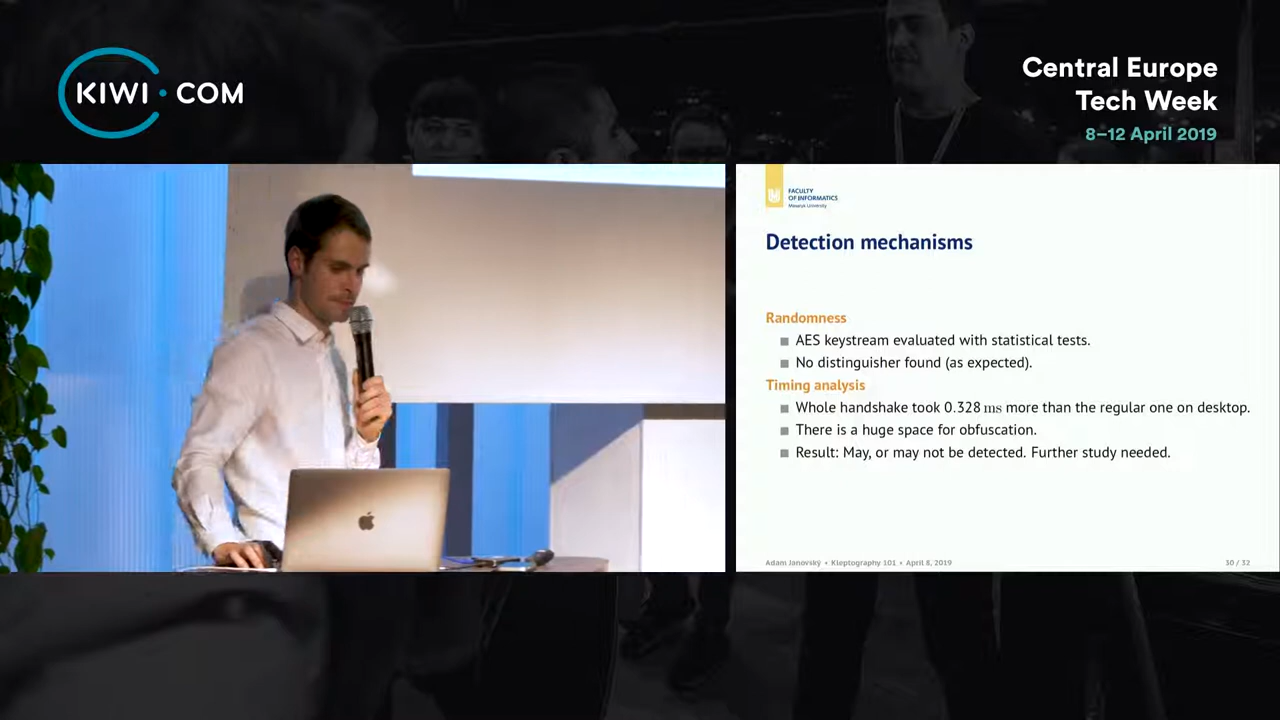 KIWI.COM
Central Europe
Tech Week
8–12 April 2019
FACULTY
OF INFORMATICS
Masaryk University
Detection mechanisms
Randomness
AES keystream evaluated with statistical tests.
No distinguisher found (as expected).
Timing analysis
Whole handshake took 0.328 ms more than the regular one on desktop.
There is a huge space for obfuscation.
Result: May, or may not be detected. Further study needed.
Adam Janovský • Kleptography 101 • April 8, 2019
30 / 32